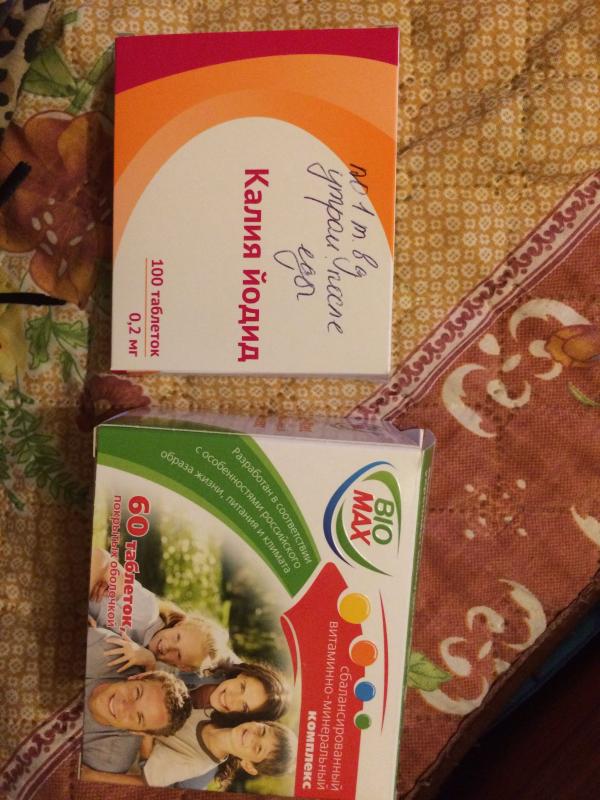 по 1 т. в д
утром после
еды
Калия йодид
100 таблеток
0,2 мг
BIO
MAX
Разработан в соответствии
с особенностями российского
образа жизни, питания и климата
сбалансированный
витаминно-минеральный
комплекс
60 таблеток,
покрытых оболочкой